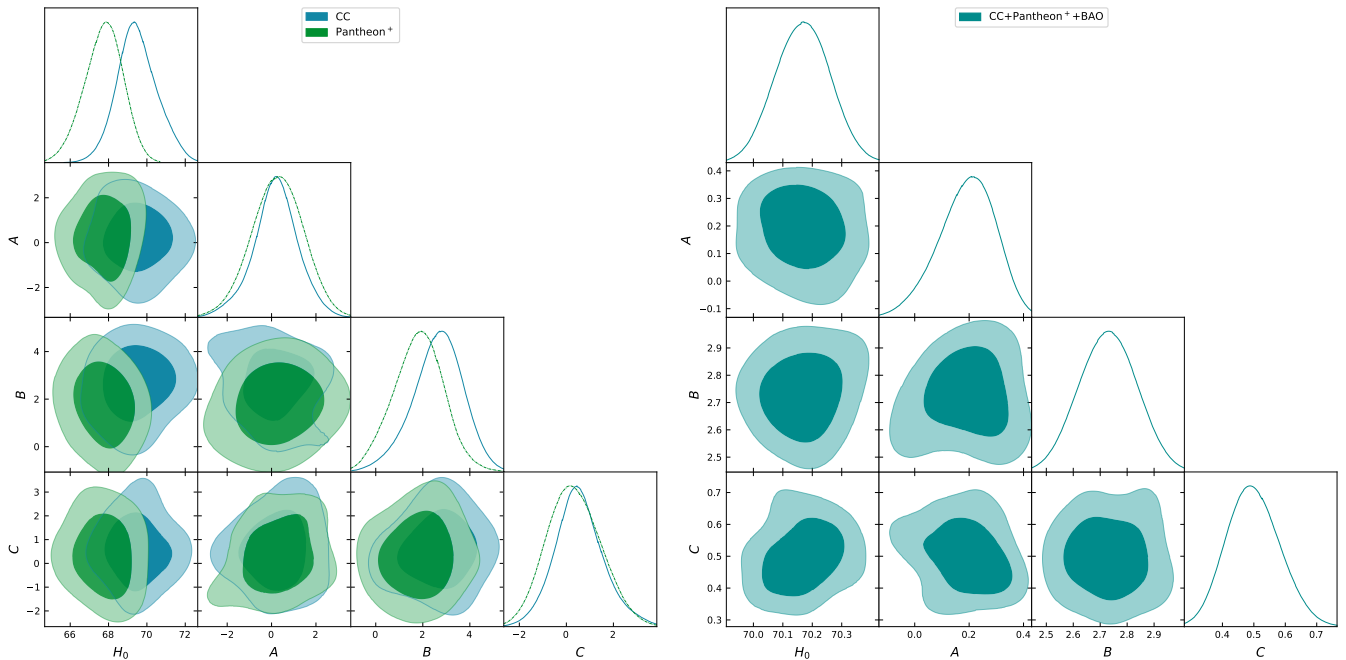 CC
Pantheon⁺
CC+Pantheon⁺+BAO
2
0
−2
A
0.4
0.3
0.2
0.1
0.0
−0.1
A
4
2
0
B
2.9
2.8
2.7
2.6
2.5
B
3
2
1
0
−1
−2
C
0.7
0.6
0.5
0.4
0.3
C
66 68 70 72
−2 0 2
0 2 4
−2 0 2
70.0 70.1 70.2 70.3
0.0 0.2 0.4
2.5 2.6 2.7 2.8 2.9
0.4 0.5 0.6 0.7
H₀ A B C
H₀ A B C